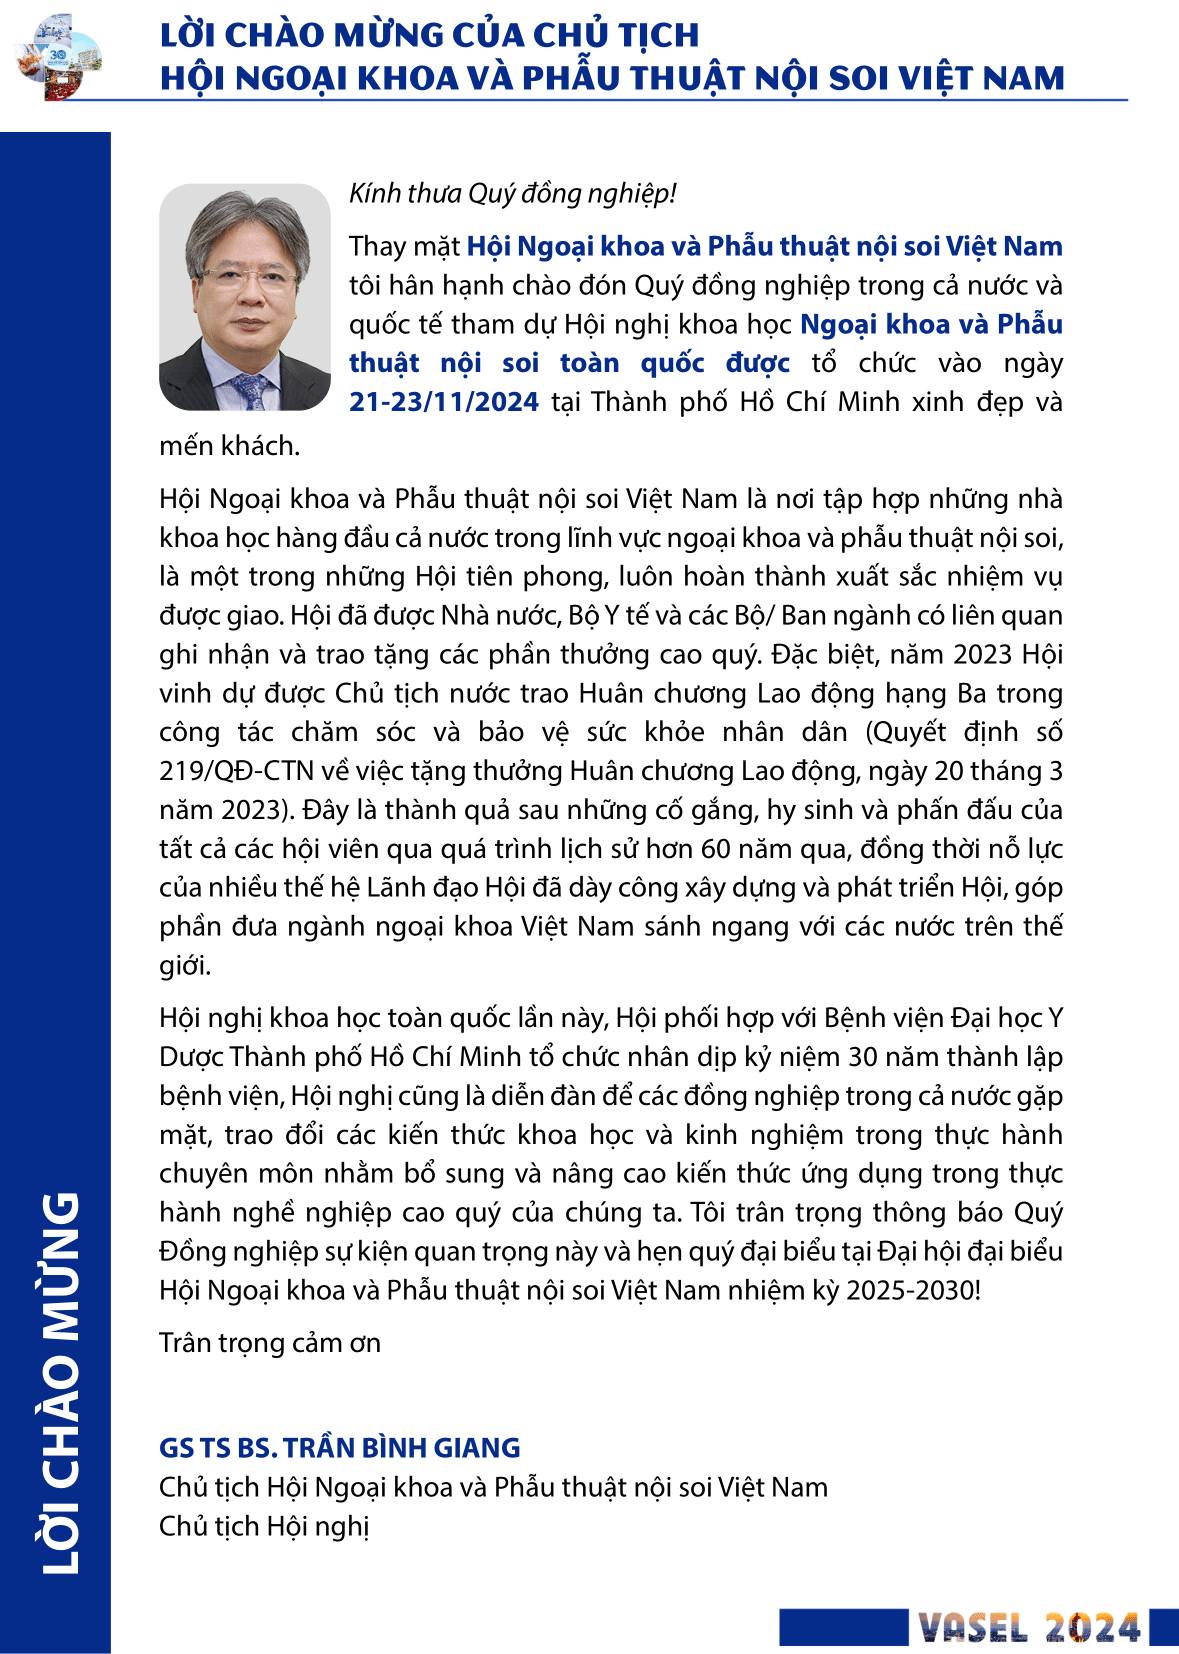 LỜI CHÀO MỪNG CỦA CHỦ TỊCH
HỘI NGOẠI KHOA VÀ PHẪU THUẬT NỘI SOI VIỆT NAM
30
Kính thưa Quý đồng nghiệp!
Thay mặt Hội Ngoại khoa và Phẫu thuật nội soi Việt Nam
tôi hân hạnh chào đón Quý đồng nghiệp trong cả nước và
quốc tế tham dự Hội nghị khoa học Ngoại khoa và Phẫu
thuật nội soi toàn quốc được tổ chức vào ngày
21-23/11/2024 tại Thành phố Hồ Chí Minh xinh đẹp và
mến khách.
Hội Ngoại khoa và Phẫu thuật nội soi Việt Nam là nơi tập hợp những nhà
khoa học hàng đầu cả nước trong lĩnh vực ngoại khoa và phẫu thuật nội soi,
là một trong những Hội tiên phong, luôn hoàn thành xuất sắc nhiệm vụ
được giao. Hội đã được Nhà nước, Bộ Y tế và các Bộ/ Ban ngành có liên quan
ghi nhận và trao tặng các phần thưởng cao quý. Đặc biệt, năm 2023 Hội
vinh dự được Chủ tịch nước trao Huân chương Lao động hạng Ba trong
công tác chăm sóc và bảo vệ sức khỏe nhân dân (Quyết định số
219/QĐ-CTN về việc tặng thưởng Huân chương Lao động, ngày 20 tháng 3
năm 2023). Đây là thành quả sau những cố gắng, hy sinh và phấn đấu của
tất cả các hội viên qua quá trình lịch sử hơn 60 năm qua, đồng thời nỗ lực
của nhiều thế hệ Lãnh đạo Hội đã dày công xây dựng và phát triển Hội, góp
phần đưa ngành ngoại khoa Việt Nam sánh ngang với các nước trên thế
giới.
Hội nghị khoa học toàn quốc lần này, Hội phối hợp với Bệnh viện Đại học Y
Dược Thành phố Hồ Chí Minh tổ chức nhân dịp kỷ niệm 30 năm thành lập
bệnh viện, Hội nghị cũng là diễn đàn để các đồng nghiệp trong cả nước gặp
mặt, trao đổi các kiến thức khoa học và kinh nghiệm trong thực hành
chuyên môn nhằm bổ sung và nâng cao kiến thức ứng dụng trong thực
hành nghề nghiệp cao quý của chúng ta. Tôi trân trọng thông báo Quý
Đồng nghiệp sự kiện quan trọng này và hẹn quý đại biểu tại Đại hội đại biểu
Hội Ngoại khoa và Phẫu thuật nội soi Việt Nam nhiệm kỳ 2025-2030!
Trân trọng cảm ơn
GS TS BS. TRẦN BÌNH GIANG
Chủ tịch Hội Ngoại khoa và Phẫu thuật nội soi Việt Nam
Chủ tịch Hội nghị
LỜI CHÀO MỪNG
VASEL 2024